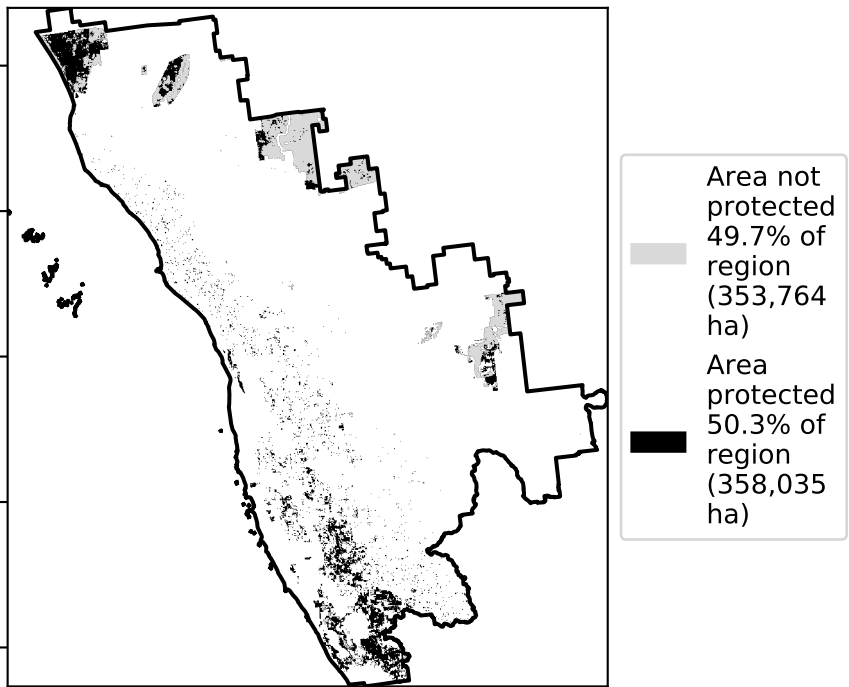 Area not
protected
49.7% of
region
(353,764
ha)
Area
protected
50.3% of
region
(358,035
ha)